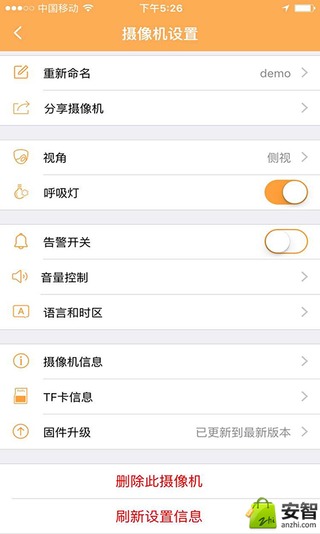 中国移动 下午5:26
摄像机设置
重新命名 demo
分享摄像机
视角 侧视
呼吸灯
告警开关
音量控制
A 语言和时区
摄像机信息
TF卡信息
固件升级 已更新到最新版本
删除此摄像机
刷新设置信息
Zhi 安智
anzhi.com